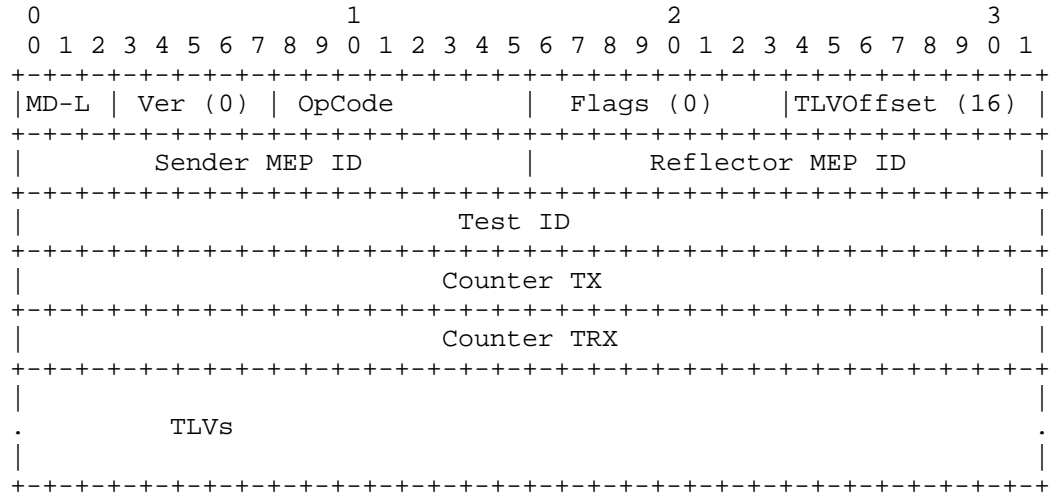 0                   1                   2                   3
 0 1 2 3 4 5 6 7 8 9 0 1 2 3 4 5 6 7 8 9 0 1 2 3 4 5 6 7 8 9 0 1
+-+-+-+-+-+-+-+-+-+-+-+-+-+-+-+-+-+-+-+-+-+-+-+-+-+-+-+-+-+-+-+-+
|MD-L | Ver (0) | OpCode        |  Flags (0)    |TLVOffset (16) |
+-+-+-+-+-+-+-+-+-+-+-+-+-+-+-+-+-+-+-+-+-+-+-+-+-+-+-+-+-+-+-+-+
|        Sender MEP ID          |       Reflector MEP ID        |
+-+-+-+-+-+-+-+-+-+-+-+-+-+-+-+-+-+-+-+-+-+-+-+-+-+-+-+-+-+-+-+-+
|                           Test ID                             |
+-+-+-+-+-+-+-+-+-+-+-+-+-+-+-+-+-+-+-+-+-+-+-+-+-+-+-+-+-+-+-+-+
|                          Counter TX                           |
+-+-+-+-+-+-+-+-+-+-+-+-+-+-+-+-+-+-+-+-+-+-+-+-+-+-+-+-+-+-+-+-+
|                          Counter TRX                          |
+-+-+-+-+-+-+-+-+-+-+-+-+-+-+-+-+-+-+-+-+-+-+-+-+-+-+-+-+-+-+-+-+
|                                                               |
.         TLVs                                                  .
|                                                               |
+-+-+-+-+-+-+-+-+-+-+-+-+-+-+-+-+-+-+-+-+-+-+-+-+-+-+-+-+-+-+-+-+